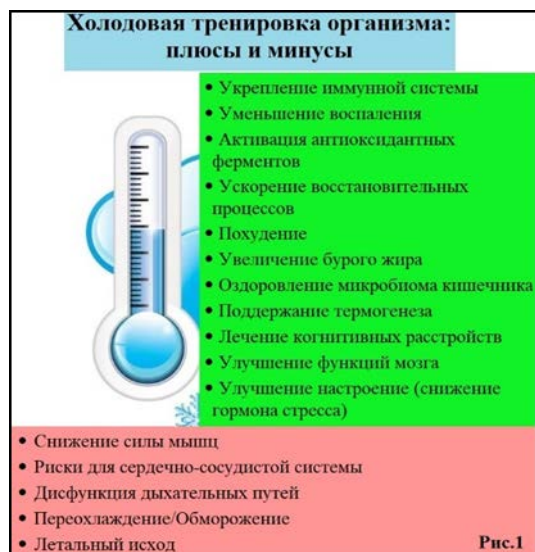 Холодовая тренировка организма:
плюсы и минусы
• Укрепление иммунной системы
• Уменьшение воспаления
• Активация антиоксидантных
ферментов
• Ускорение восстановительных
процессов
• Похудение
• Увеличение бурого жира
• Оздоровление микробиома кишечника
• Поддержание термогенеза
• Лечение когнитивных расстройств
• Улучшение функций мозга
• Улучшение настроение (снижение
гормона стресса)
• Снижение силы мышц
• Риски для сердечно-сосудистой системы
• Дисфункция дыхательных путей
• Переохлаждение/Обморожение
• Летальный исход
Рис.1